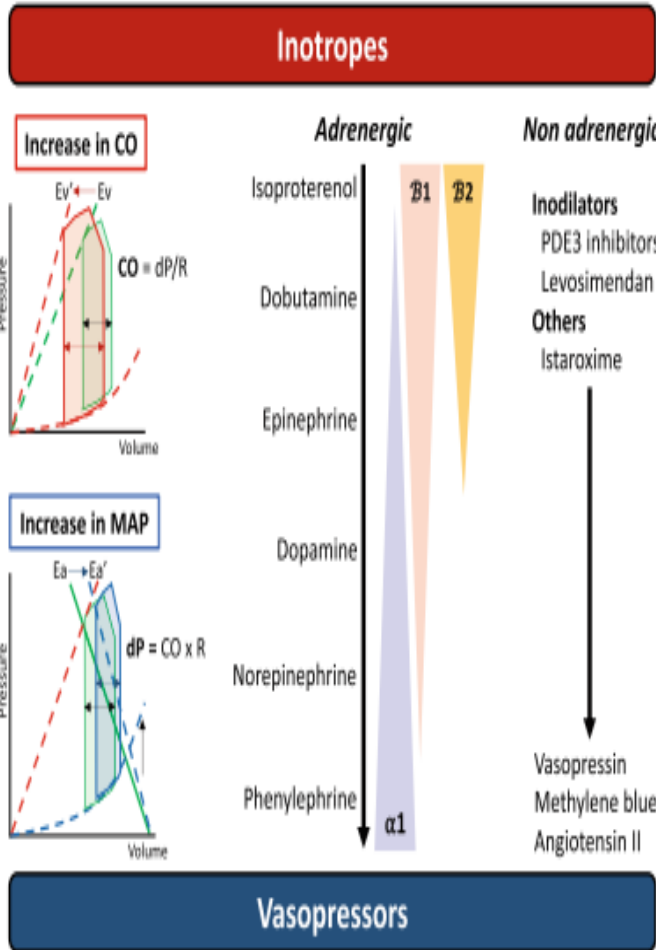 Inotropes
Increase in CO
Ev' Ev
CO = dP/R
Pressure
Volume
Increase in MAP
Ea Ea'
dP = CO x R
Pressure
Volume
Adrenergic
Isoproterenol
Dobutamine
Epinephrine
Dopamine
Norepinephrine
Phenylephrine
ℬ1
ℬ2
α1
Non adrenergic
Inodilators
PDE3 inhibitors
Levosimendan
Others
Istaroxime
Vasopressin
Methylene blue
Angiotensin II
Vasopressors